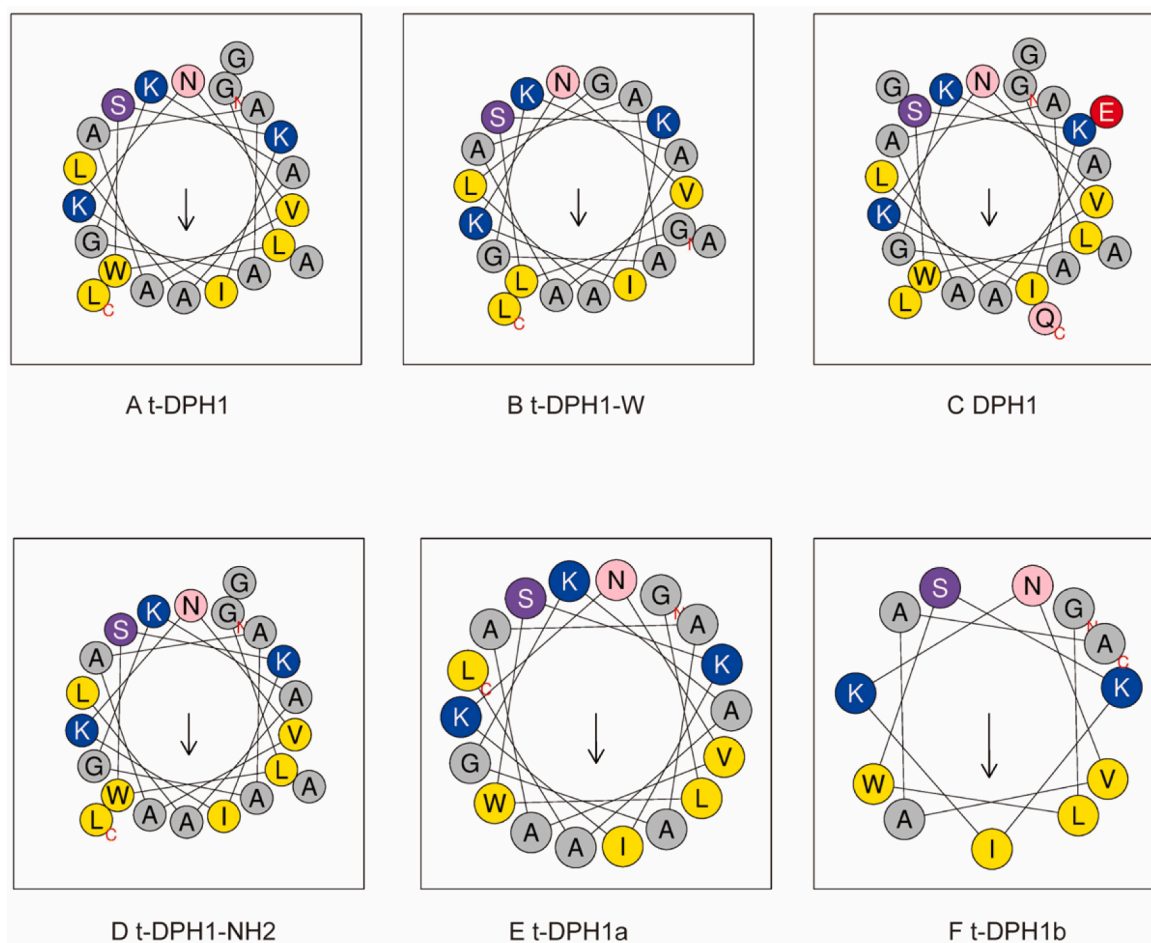 G
K N G
S N A
A K
L A
K V
G L A
W A
L A A I
C
A t-DPH1
K N G A
S K
A A
L V
K G N A
G A
L A A I
L
C
B t-DPH1-W
G
G K N G
S N A K E
A A
L V
K L A
G A
W A A I
L Q
C
C DPH1
G
K N G
S N A
A K
L A
K V
G L A
W A
L A A I
C
D t-DPH1-NH2
K N G
S N A
A K
L A
C
K V
G L
W A
A A I
E t-DPH1a
S N G
A N A
K C K
W V
A L
I
F t-DPH1b